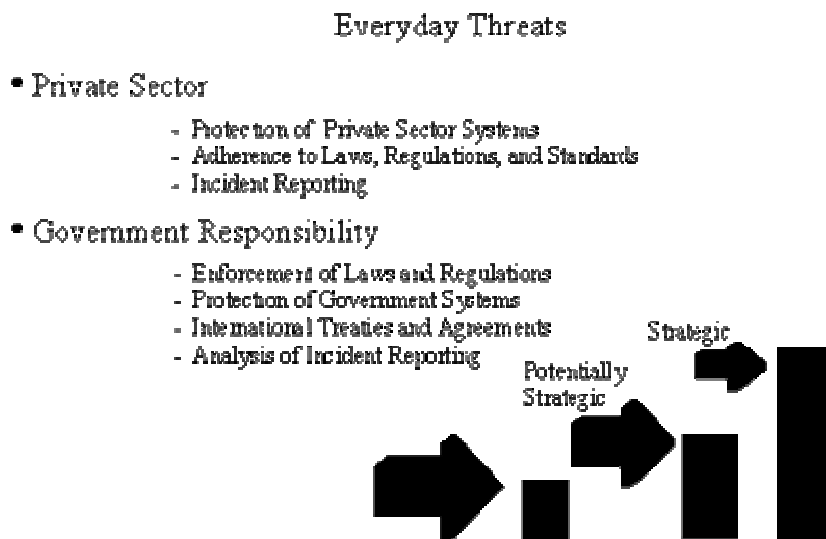 Everyday Threats
• Private Sector
- Protection of Private Sector Systems
- Adherence to Laws, Regulations, and Standards
- Incident Reporting
• Government Responsibility
- Enforcement of Laws and Regulations
- Protection of Government Systems
- International Treaties and Agreements
- Analysis of Incident Reporting
Strategic
Potentially
Strategic